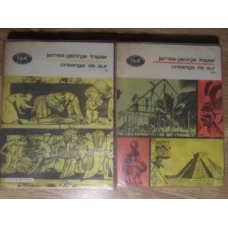 bpt
james george frazer
creanga de aur
*
bpt
james george frazer
creanga de aur
**